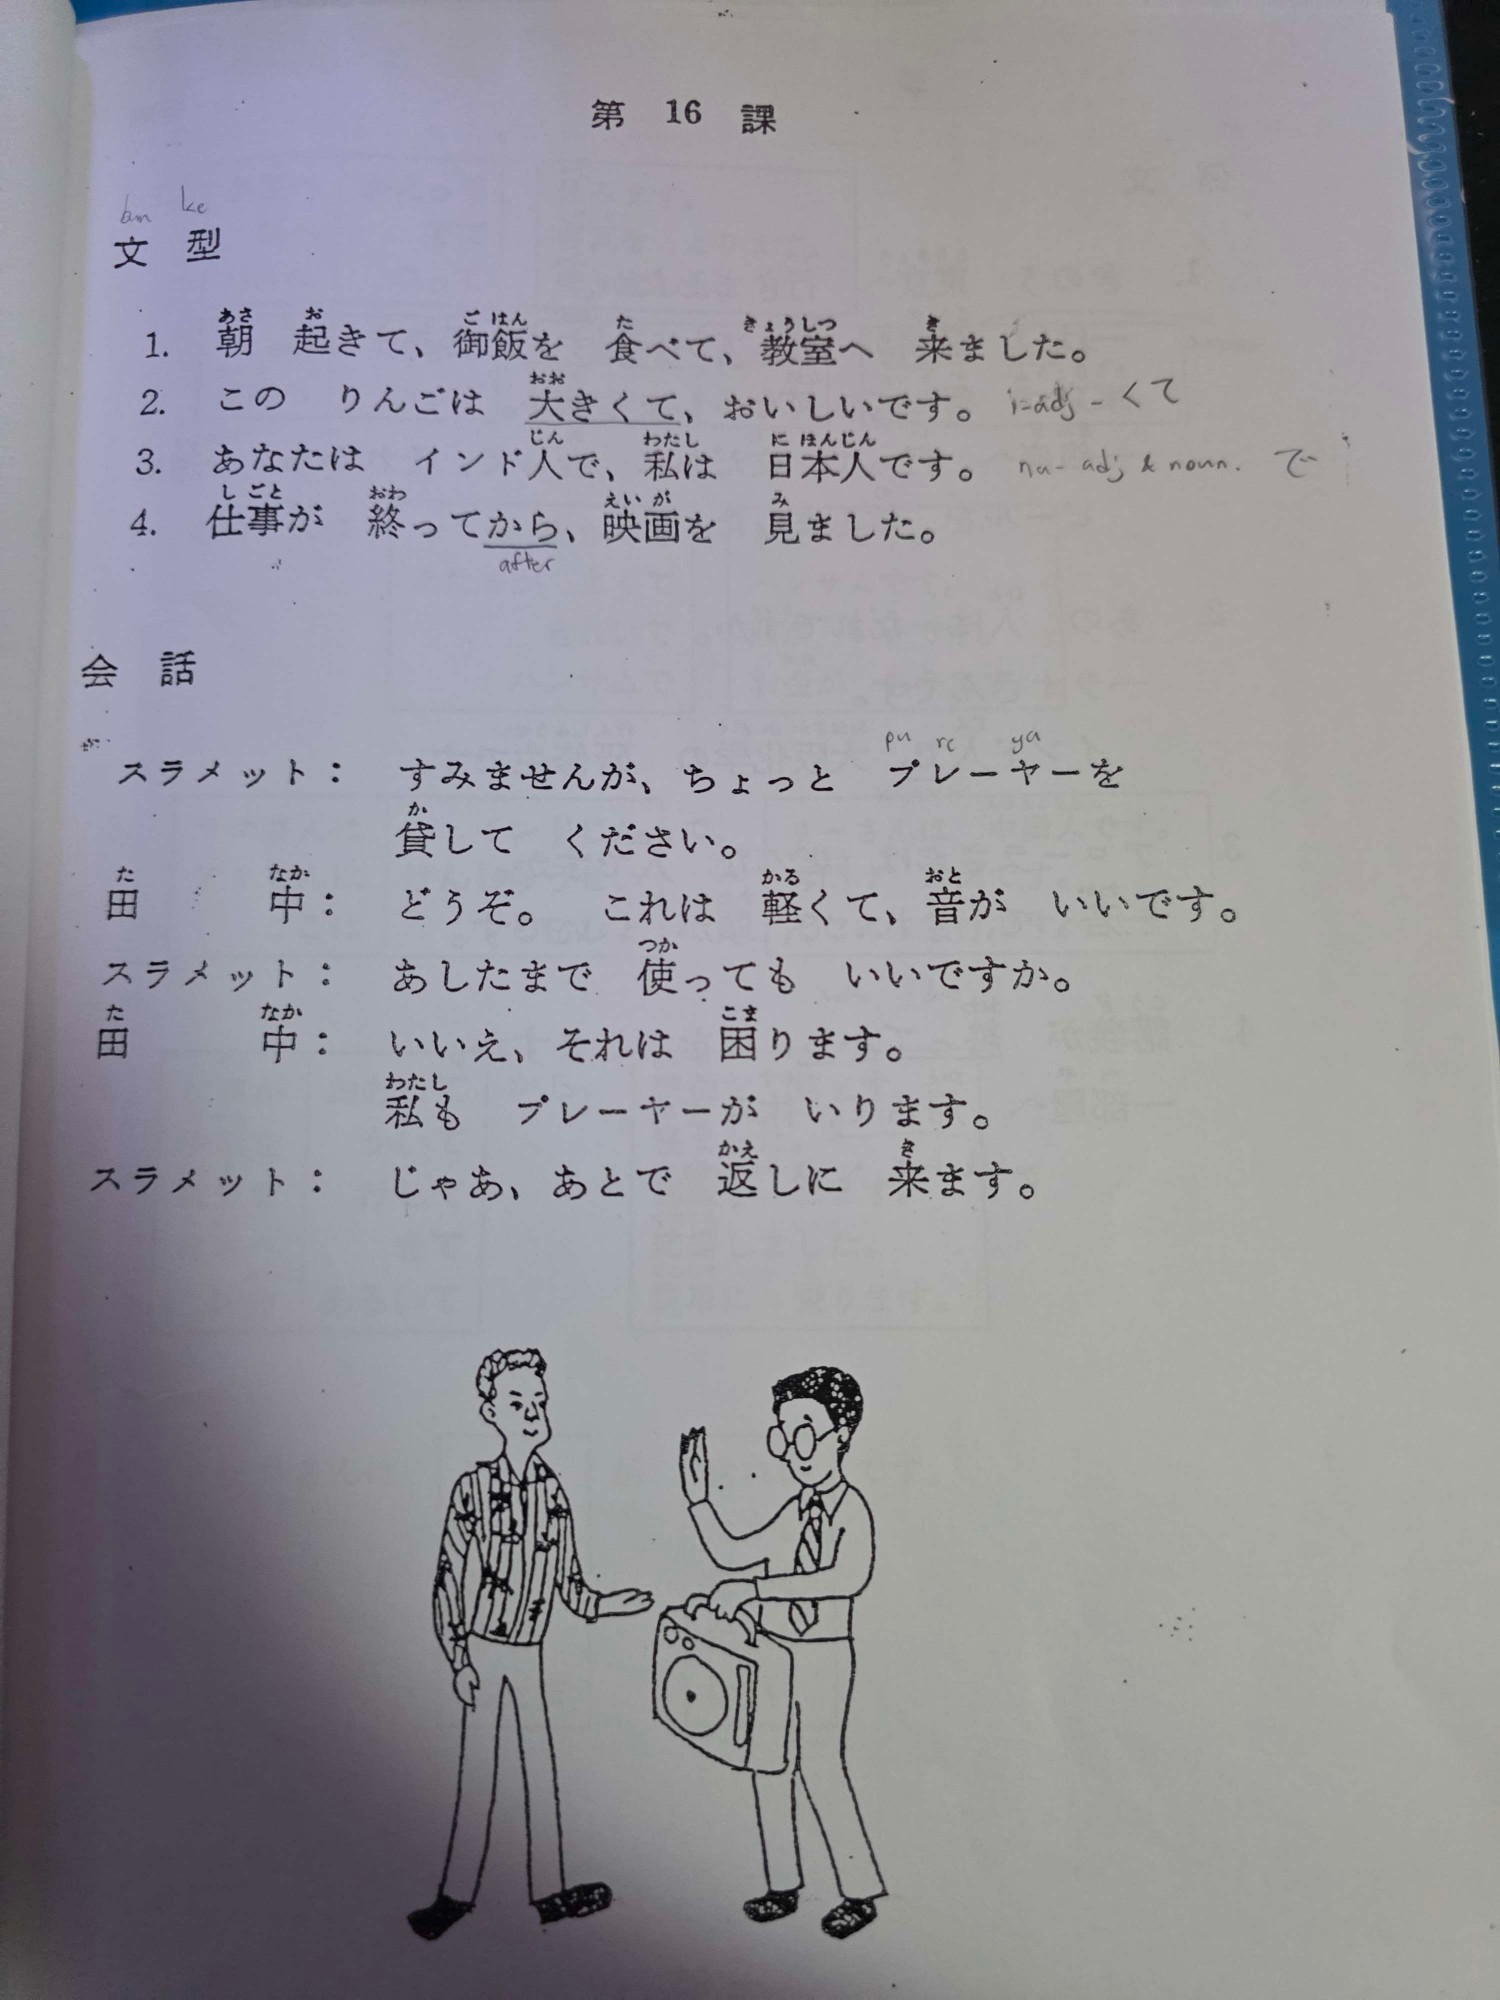 第 16 課
bun ke
文 型
1. 朝 起きて、御飯を 食べて、教室へ 来ました。
2. この りんごは 大きくて、おいしいです。 i-adj - くて
3. あなたは インド人で、私は 日本人です。 na-adj & noun. で
4. 仕事が 終ってから、映画を 見ました。
after
会 話
pu re ya
スラメット: すみませんが、ちょっと プレーヤーを
貸して ください。
田 中: どうぞ。 これは 軽くて、音が いいです。
スラメット: あしたまで 使っても いいですか。
田 中: いいえ、それは 困ります。
私も プレーヤーが いります。
スラメット: じゃあ、あとで 返しに 来ます。